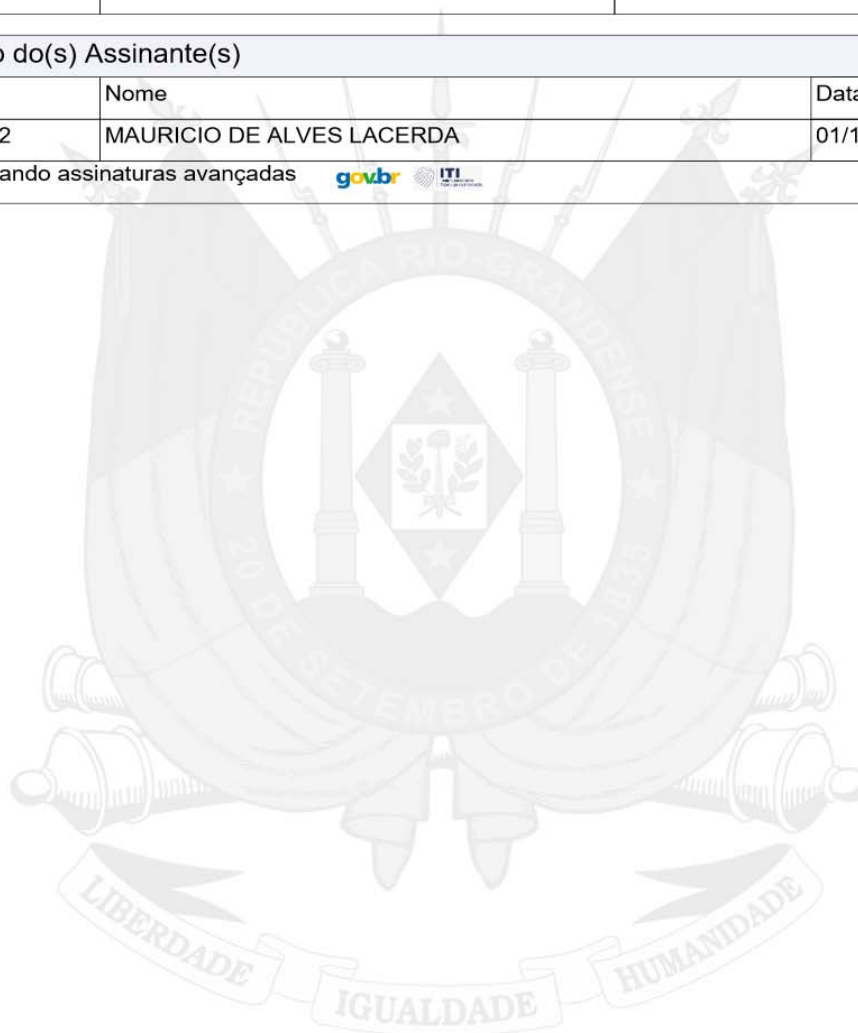 o do(s) Assinante(s)
Nome Data
2 MAURICIO DE ALVES LACERDA 01/1
ando assinaturas avançadas gov.br ITI
REPUBLICA RIO-GRANDENSE
20 DE SETEMBRO DE 1835
LIBERDADE IGUALDADE HUMANIDADE